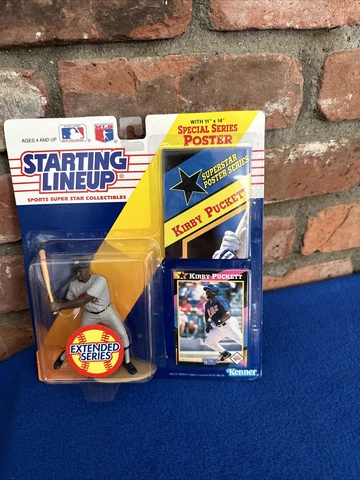 AGES 4 AND UP
WITH 11" x 14"
SPECIAL SERIES
POSTER
STARTING
LINEUP
SPORTS SUPER STAR COLLECTIBLES
SUPERSTAR
POSTER SERIES
KIRBY PUCKETT
KIRBY PUCKETT
EXTENDED
SERIES
Kenner